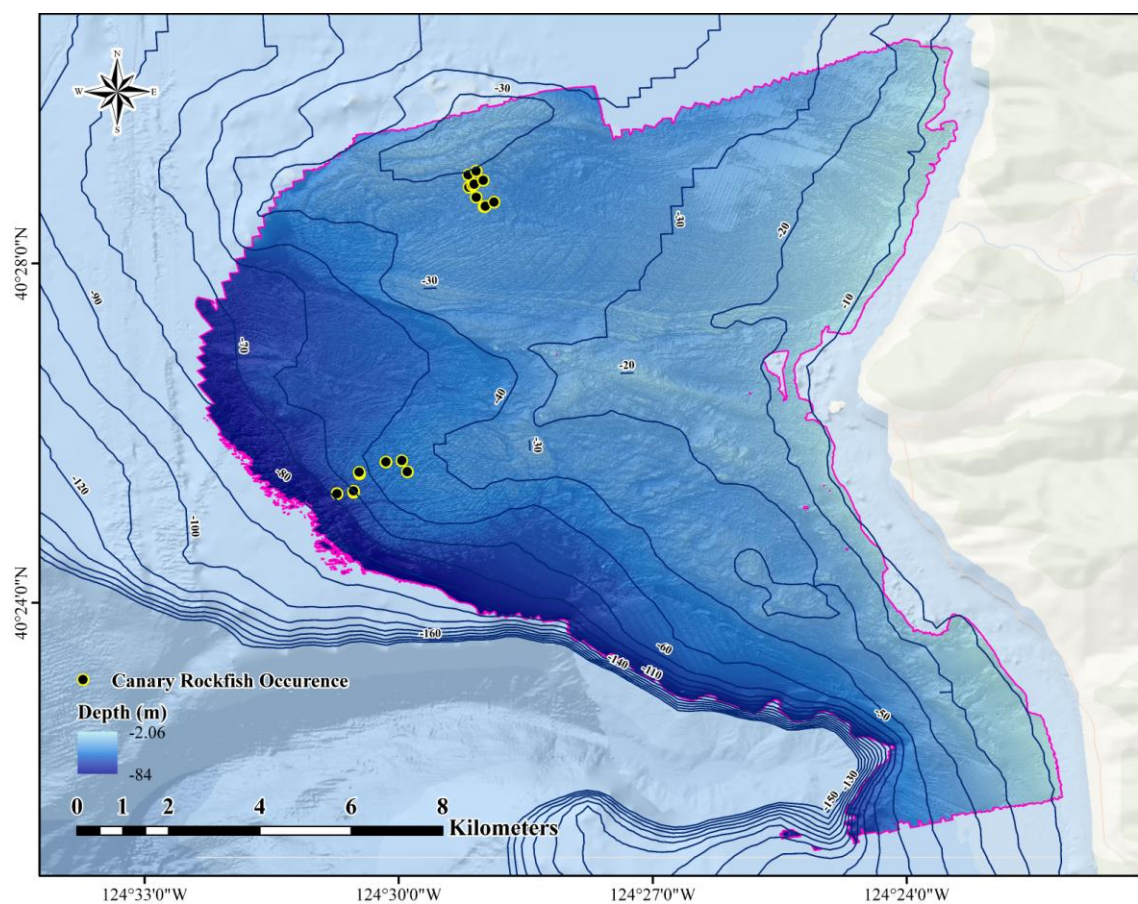 N
W E
S
-30
-30
-20
-10
-90
-30
-70
-20
-40
-30
-80
-120
-100
-160
-60
-140
-110
-50
-130
-150
40°28'0"N
40°24'0"N
Canary Rockfish Occurence
Depth (m)
-2.06
-84
0 1 2 4 6 8
Kilometers
124°33'0"W 124°30'0"W 124°27'0"W 124°24'0"W